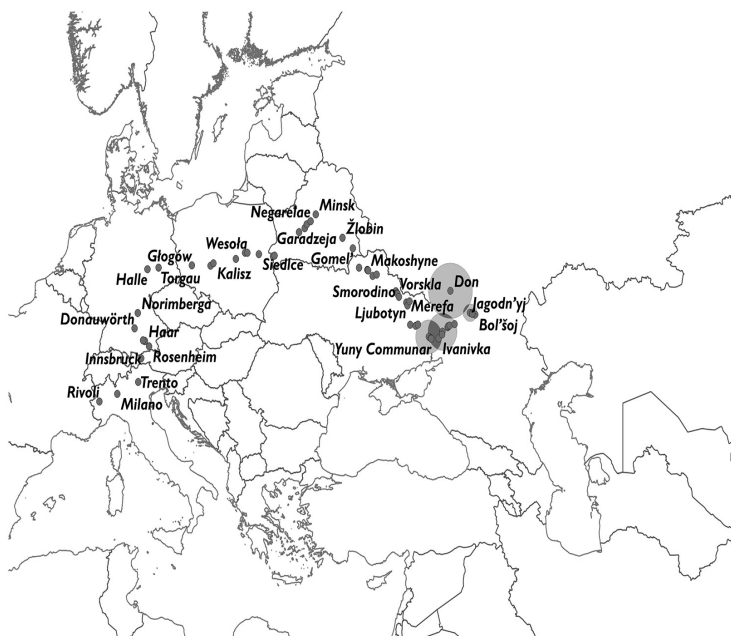 Minsk
Negarelae
Žlobin
Garadzeja
Wesoła
Głogów
Gomel'
Makoshyne
Siedlce
Kalisz
Halle
Torgau
Vorskla
Don
Smorodino
Jagodn'yj
Norimberga
Merefa
Ljubotyn
Donauwörth
Bol'šoj
Haar
Yuny Communar
Ivanivka
Innsbruck
Rosenheim
Trento
Rivoli
Milano